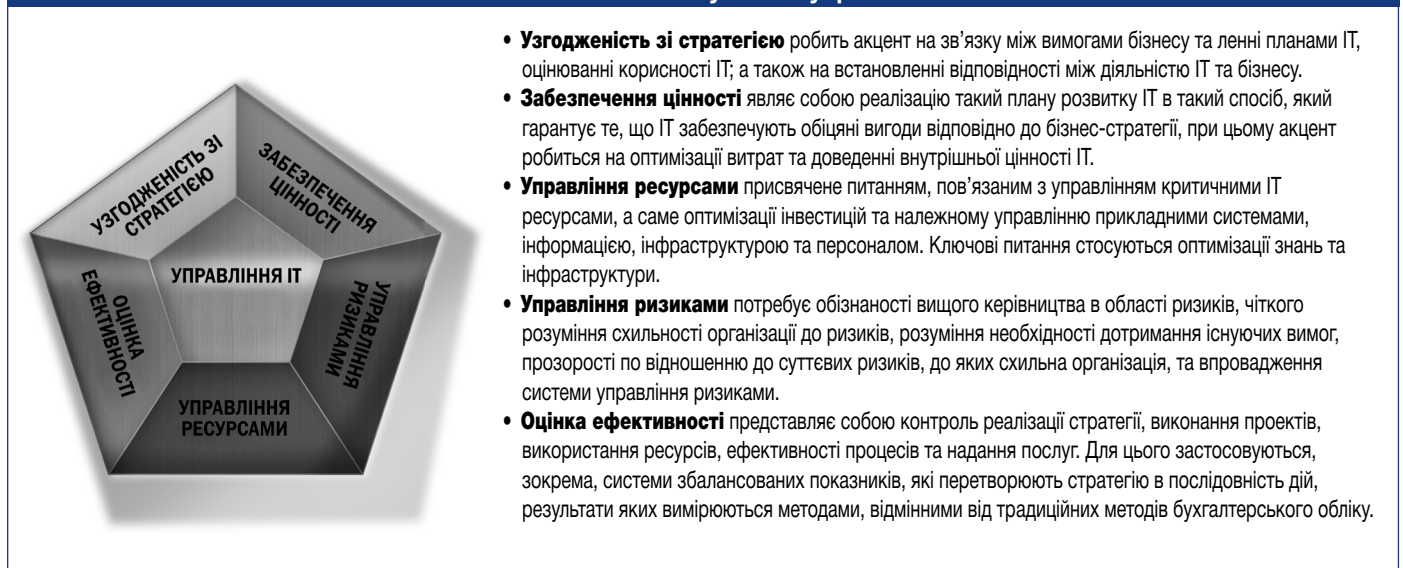 • Узгодженість зі стратегією робить акцент на зв’язку між вимогами бізнесу та ленні планами ІТ,
оцінюванні корисності ІТ; а також на встановленні відповідності між діяльністю ІТ та бізнесу.
• Забезпечення цінності являє собою реалізацію такий плану розвитку ІТ в такий спосіб, який
гарантує те, що ІТ забезпечують обіцяні вигоди відповідно до бізнес-стратегії, при цьому акцент
робиться на оптимізації витрат та доведенні внутрішньої цінності ІТ.
• Управління ресурсами присвячене питанням, пов’язаним з управлінням критичними ІТ
ресурсами, а саме оптимізації інвестицій та належному управлінню прикладними системами,
інформацією, інфраструктурою та персоналом. Ключові питання стосуються оптимізації знань та
інфраструктури.
• Управління ризиками потребує обізнаності вищого керівництва в області ризиків, чіткого
розуміння схильності організації до ризиків, розуміння необхідності дотримання існуючих вимог,
прозорості по відношенню до суттєвих ризиків, до яких схильна організація, та впровадження
системи управління ризиками.
• Оцінка ефективності представляє собою контроль реалізації стратегії, виконання проектів,
використання ресурсів, ефективності процесів та надання послуг. Для цього застосовуються,
зокрема, системи збалансованих показників, які перетворюють стратегію в послідовність дій,
результати яких вимірюються методами, відмінними від традиційних методів бухгалтерського обліку.
УЗГОДЖЕНІСТЬ ЗІ
СТРАТЕГІЄЮ
ЗАБЕЗПЕЧЕННЯ
ЦІННОСТІ
УПРАВЛІННЯ ІТ
ОЦІНКА
ЕФЕКТИВНОСТІ
УПРАВЛІННЯ
РИЗИКАМИ
УПРАВЛІННЯ
РЕСУРСАМИ